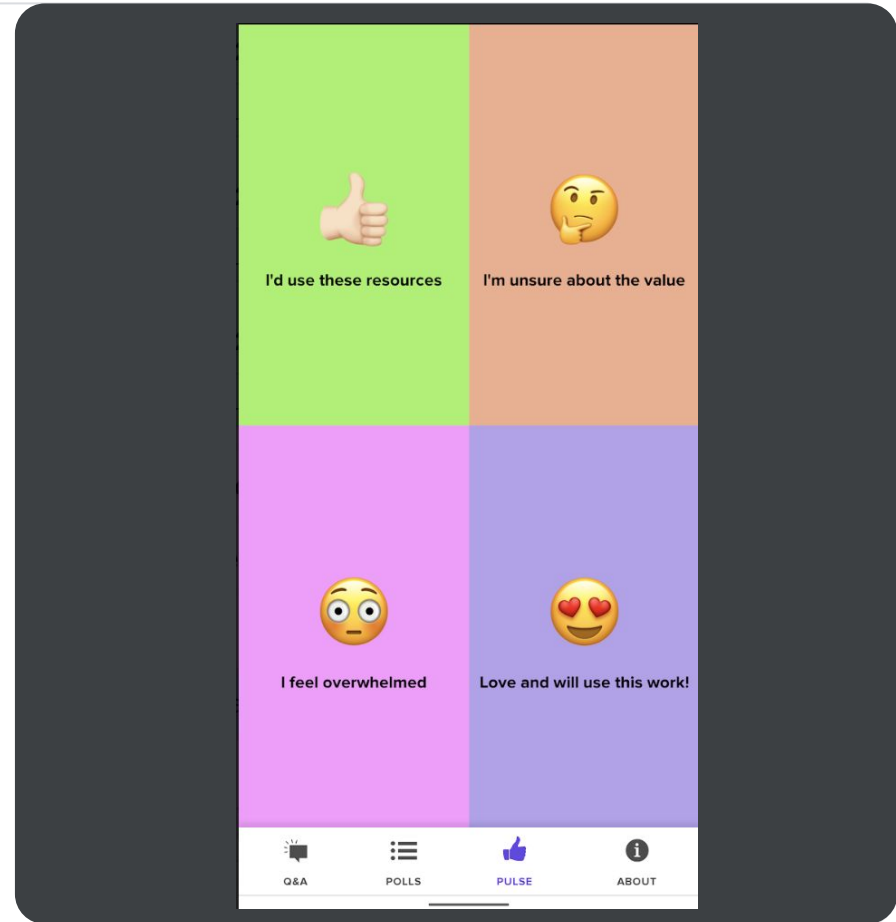 I'd use these resources
I'm unsure about the value
I feel overwhelmed
Love and will use this work!
Q&A
POLLS
PULSE
ABOUT